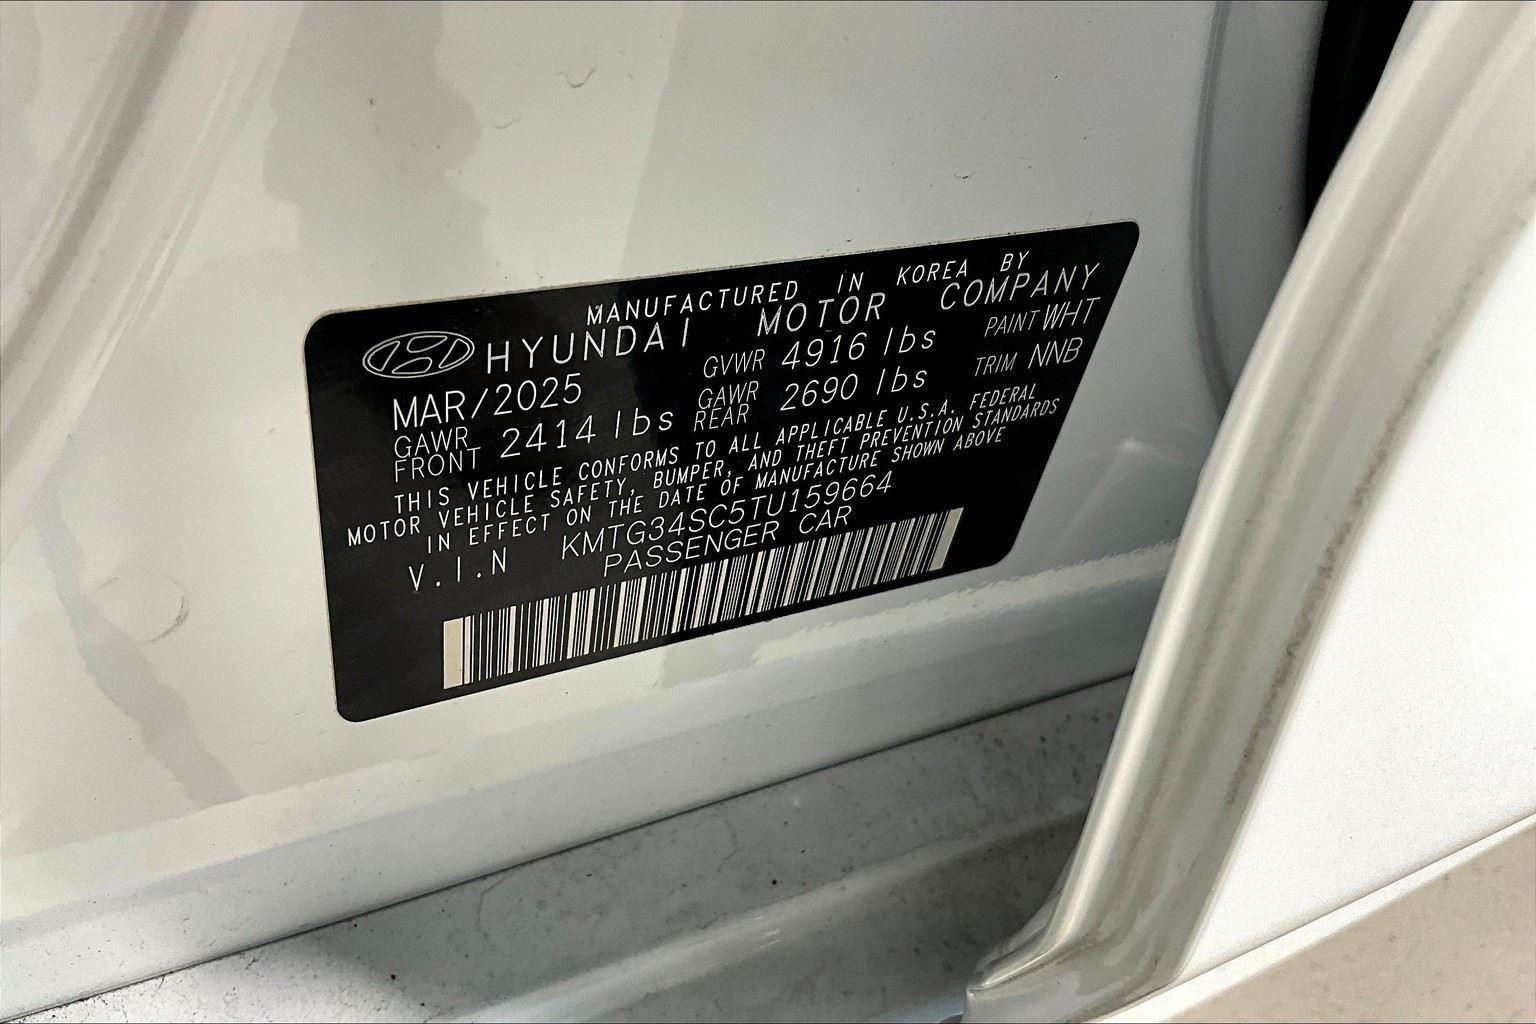 MANUFACTURED IN KOREA BY
HYUNDAI MOTOR COMPANY
MAR/2025 GVWR 4916 lbs PAINT WHT
GAWR FRONT 2414 lbs GAWR REAR 2690 lbs TRIM NNB
THIS VEHICLE CONFORMS TO ALL APPLICABLE U.S.A. FEDERAL
MOTOR VEHICLE SAFETY, BUMPER, AND THEFT PREVENTION STANDARDS
IN EFFECT ON THE DATE OF MANUFACTURE SHOWN ABOVE
V.I.N KMTG34SC5TU159664
PASSENGER CAR